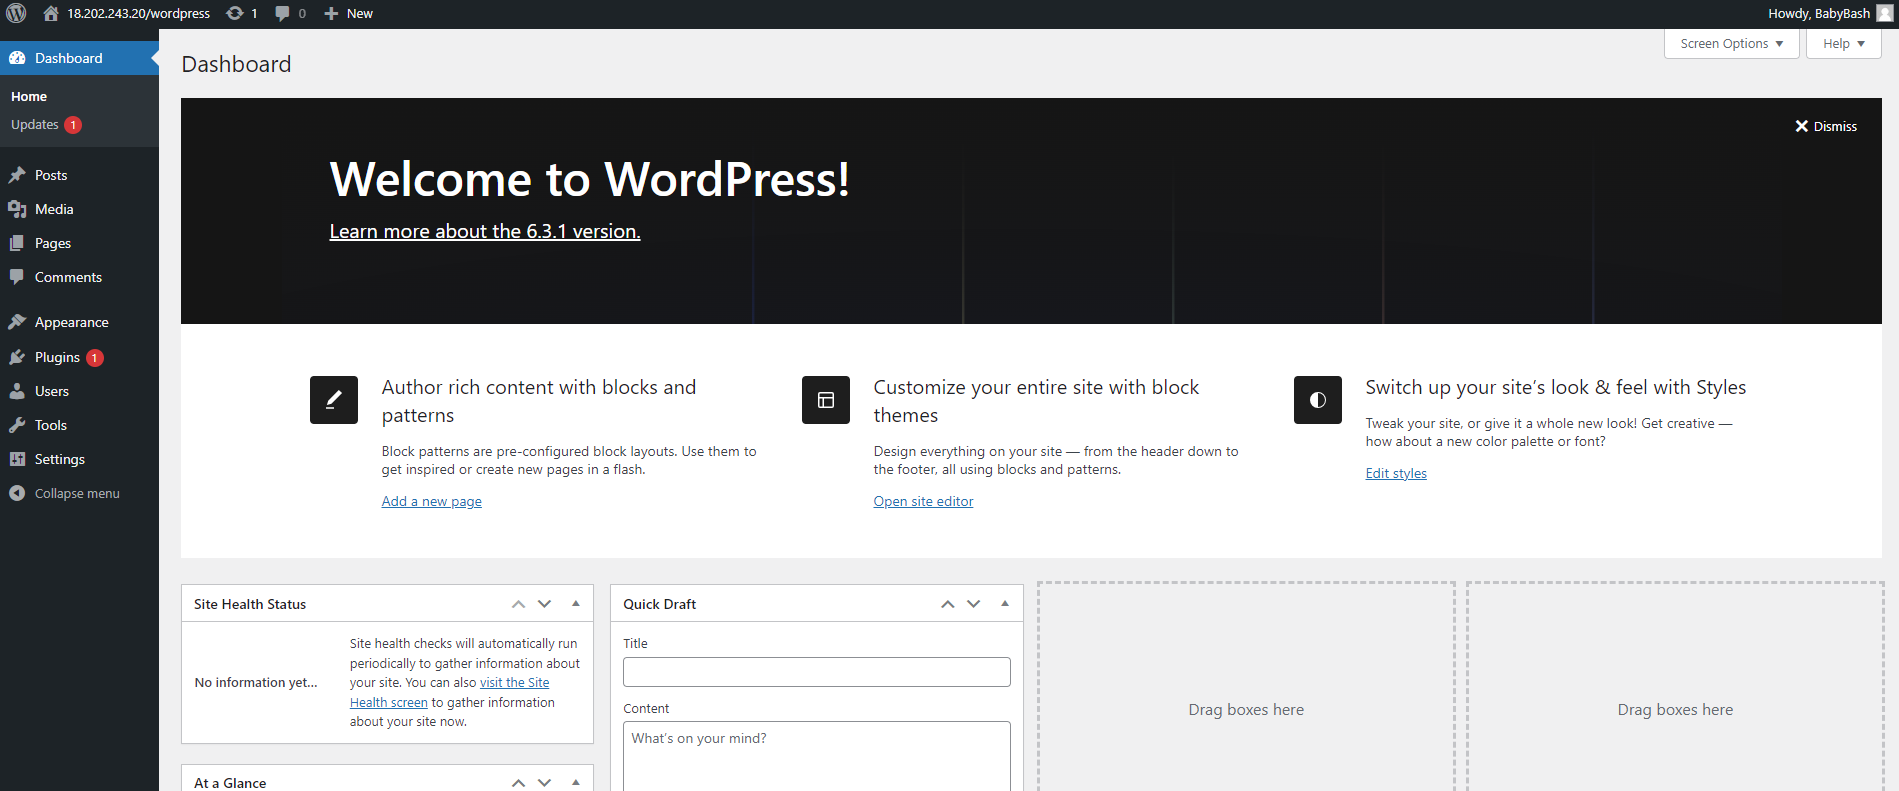 18.202.243.20/wordpress 1 0 New
Howdy, BabyBash
Dashboard
Home
Updates 1
Posts
Media
Pages
Comments
Appearance
Plugins 1
Users
Tools
Settings
Collapse menu
Screen Options
Help
Dashboard
Dismiss
Welcome to WordPress!
Learn more about the 6.3.1 version.
Author rich content with blocks and
patterns
Block patterns are pre-configured block layouts. Use them to
get inspired or create new pages in a flash.
Add a new page
Customize your entire site with block
themes
Design everything on your site — from the header down to
the footer, all using blocks and patterns.
Open site editor
Switch up your site’s look & feel with Styles
Tweak your site, or give it a whole new look! Get creative —
how about a new color palette or font?
Edit styles
Site Health Status
No information yet...
Site health checks will automatically run
periodically to gather information about
your site. You can also visit the Site
Health screen to gather information
about your site now.
At a Glance
Quick Draft
Title
Content
What’s on your mind?
Drag boxes here
Drag boxes here